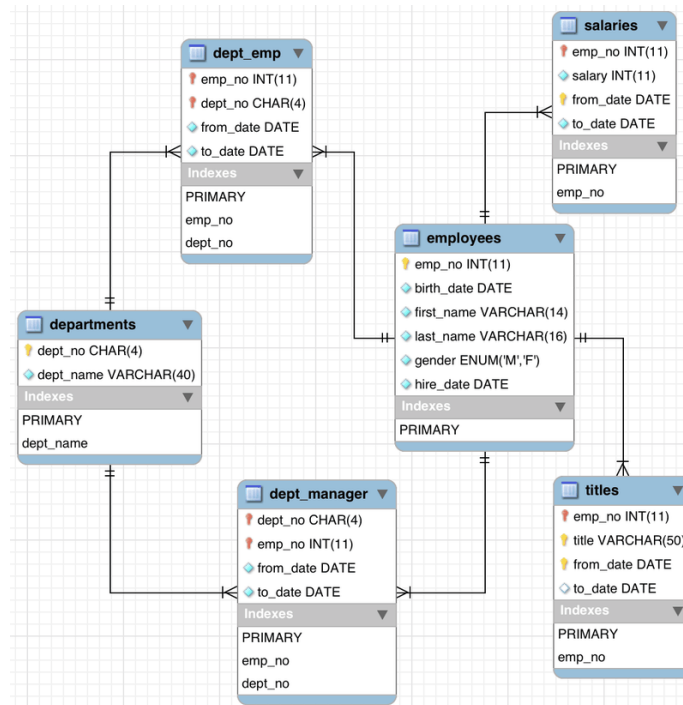 salaries
emp_no INT(11)
salary INT(11)
from_date DATE
to_date DATE
Indexes
PRIMARY
emp_no
dept_emp
emp_no INT(11)
dept_no CHAR(4)
from_date DATE
to_date DATE
Indexes
PRIMARY
emp_no
dept_no
employees
emp_no INT(11)
birth_date DATE
first_name VARCHAR(14)
last_name VARCHAR(16)
gender ENUM('M','F')
hire_date DATE
Indexes
PRIMARY
departments
dept_no CHAR(4)
dept_name VARCHAR(40)
Indexes
PRIMARY
dept_name
dept_manager
dept_no CHAR(4)
emp_no INT(11)
from_date DATE
to_date DATE
Indexes
PRIMARY
emp_no
dept_no
titles
emp_no INT(11)
title VARCHAR(50)
from_date DATE
to_date DATE
Indexes
PRIMARY
emp_no